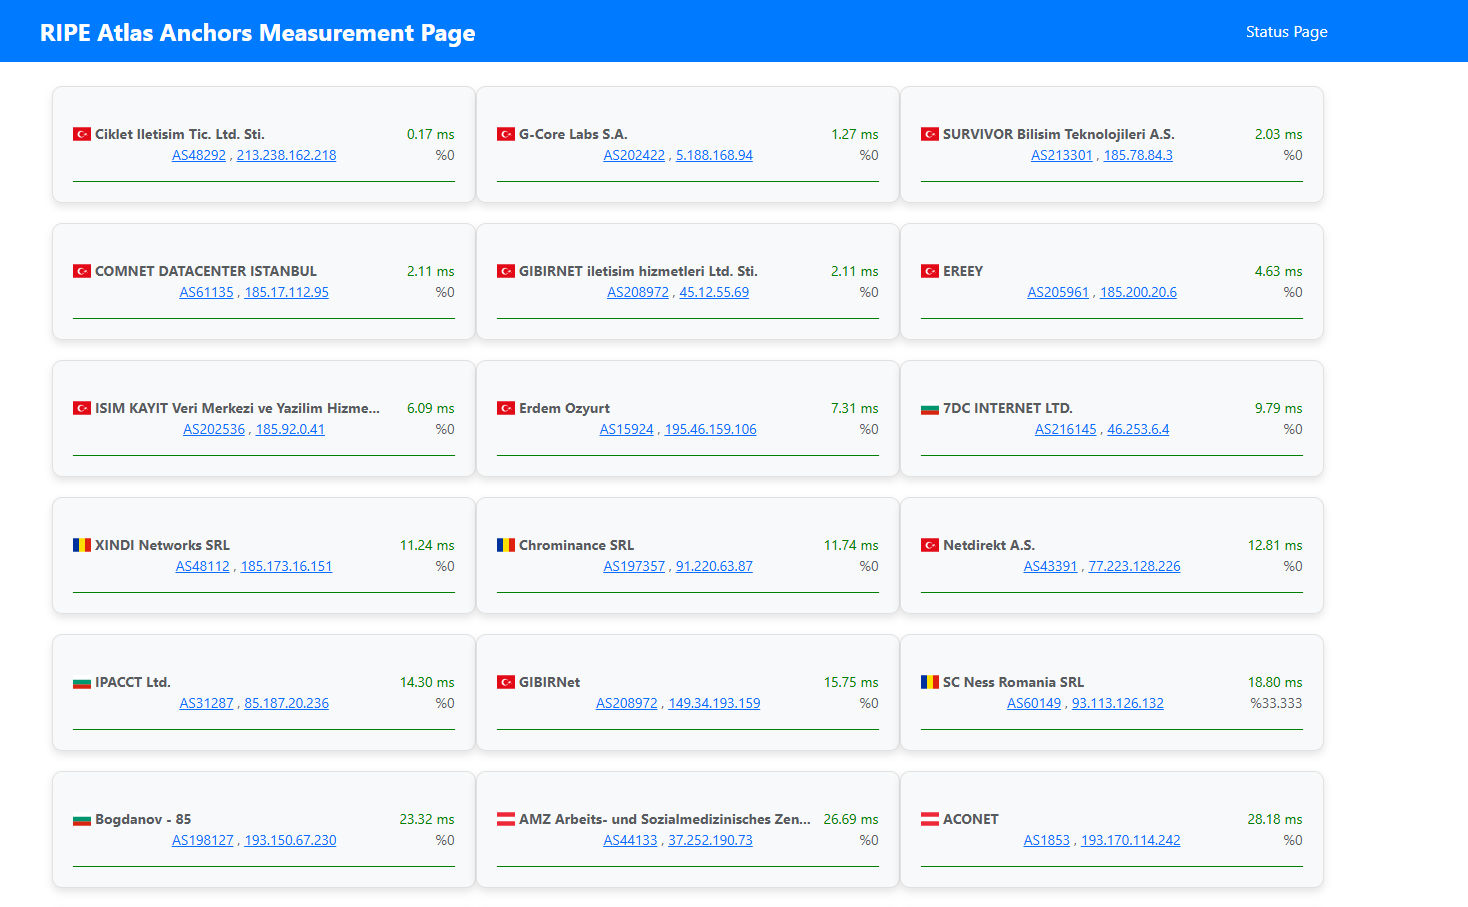 RIPE Atlas Anchors Measurement Page
Status Page
Ciklet Iletisim Tic. Ltd. Sti. 0.17 ms
AS48292 , 213.238.162.218 %0
G-Core Labs S.A. 1.27 ms
AS202422 , 5.188.168.94 %0
SURVIVOR Bilisim Teknolojileri A.S. 2.03 ms
AS213301 , 185.78.84.3 %0
COMNET DATACENTER ISTANBUL 2.11 ms
AS61135 , 185.17.112.95 %0
GIBIRNET iletisim hizmetleri Ltd. Sti. 2.11 ms
AS208972 , 45.12.55.69 %0
EREEY 4.63 ms
AS205961 , 185.200.20.6 %0
ISIM KAYIT Veri Merkezi ve Yazilim Hizme... 6.09 ms
AS202536 , 185.92.0.41 %0
Erdem Ozyurt 7.31 ms
AS15924 , 195.46.159.106 %0
7DC INTERNET LTD. 9.79 ms
AS216145 , 46.253.6.4 %0
XINDI Networks SRL 11.24 ms
AS48112 , 185.173.16.151 %0
Chrominance SRL 11.74 ms
AS197357 , 91.220.63.87 %0
Netdirekt A.S. 12.81 ms
AS43391 , 77.223.128.226 %0
IPACCT Ltd. 14.30 ms
AS31287 , 85.187.20.236 %0
GIBIRNet 15.75 ms
AS208972 , 149.34.193.159 %0
SC Ness Romania SRL 18.80 ms
AS60149 , 93.113.126.132 %33.333
Bogdanov - 85 23.32 ms
AS198127 , 193.150.67.230 %0
AMZ Arbeits- und Sozialmedizinisches Zen... 26.69 ms
AS44133 , 37.252.190.73 %0
ACONET 28.18 ms
AS1853 , 193.170.114.242 %0